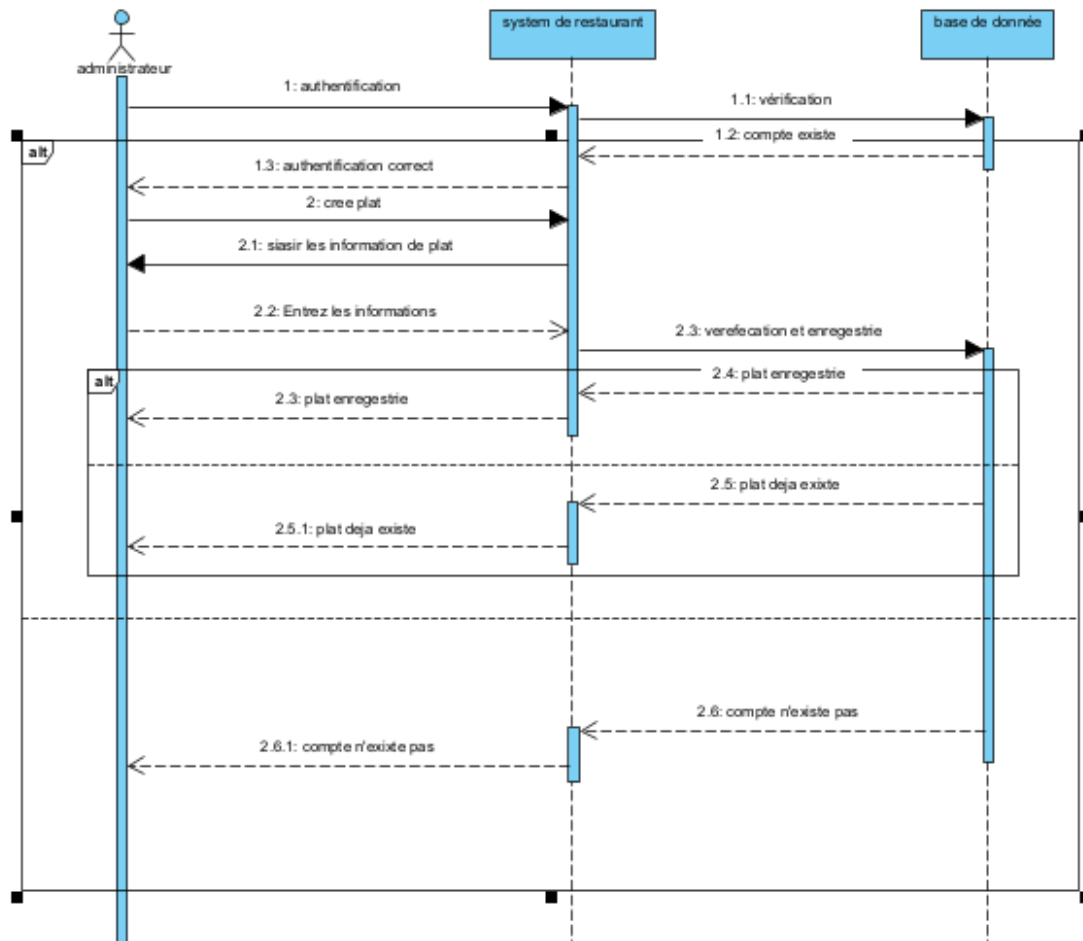 system de restaurant
base de donnée
administrateur
1: authentification
1.1: vérification
1.2: compte existe
alt
1.3: authentification correct
2: cree plat
2.1: siasir les information de plat
2.2: Entrez les informations
2.3: verefecation et enregestrie
alt
2.4: plat enregestrie
2.3: plat enregestrie
2.5: plat deja exixte
2.5.1: plat deja existe
2.6: compte n'existe pas
2.6.1: compte n'exixte pas